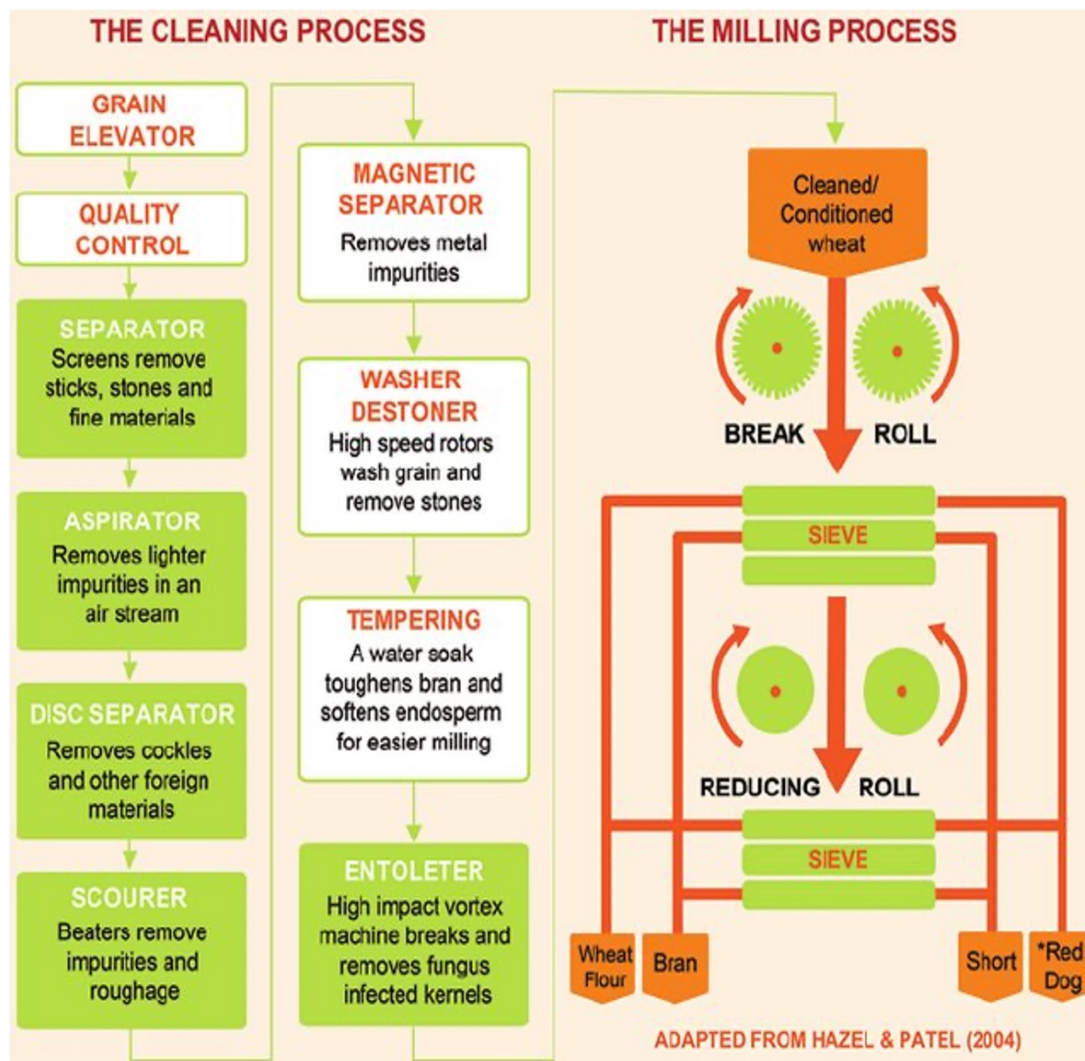 THE CLEANING PROCESS
GRAIN
ELEVATOR
QUALITY
CONTROL
SEPARATOR
Screens remove
sticks, stones and
fine materials
ASPIRATOR
Removes lighter
impurities in an
air stream
DISC SEPARATOR
Removes cockles
and other foreign
materials
SCOURER
Beaters remove
impurities and
roughage
MAGNETIC
SEPARATOR
Removes metal
impurities
WASHER
DESTONER
High speed rotors
wash grain and
remove stones
TEMPERING
A water soak
toughens bran and
softens endosperm
for easier milling
ENTOLETER
High impact vortex
machine breaks and
removes fungus
infected kernels
THE MILLING PROCESS
Cleaned/
Conditioned
wheat
BREAK ROLL
SIEVE
REDUCING ROLL
SIEVE
Wheat
Flour
Bran
Short
*Red
Dog
ADAPTED FROM HAZEL & PATEL (2004)